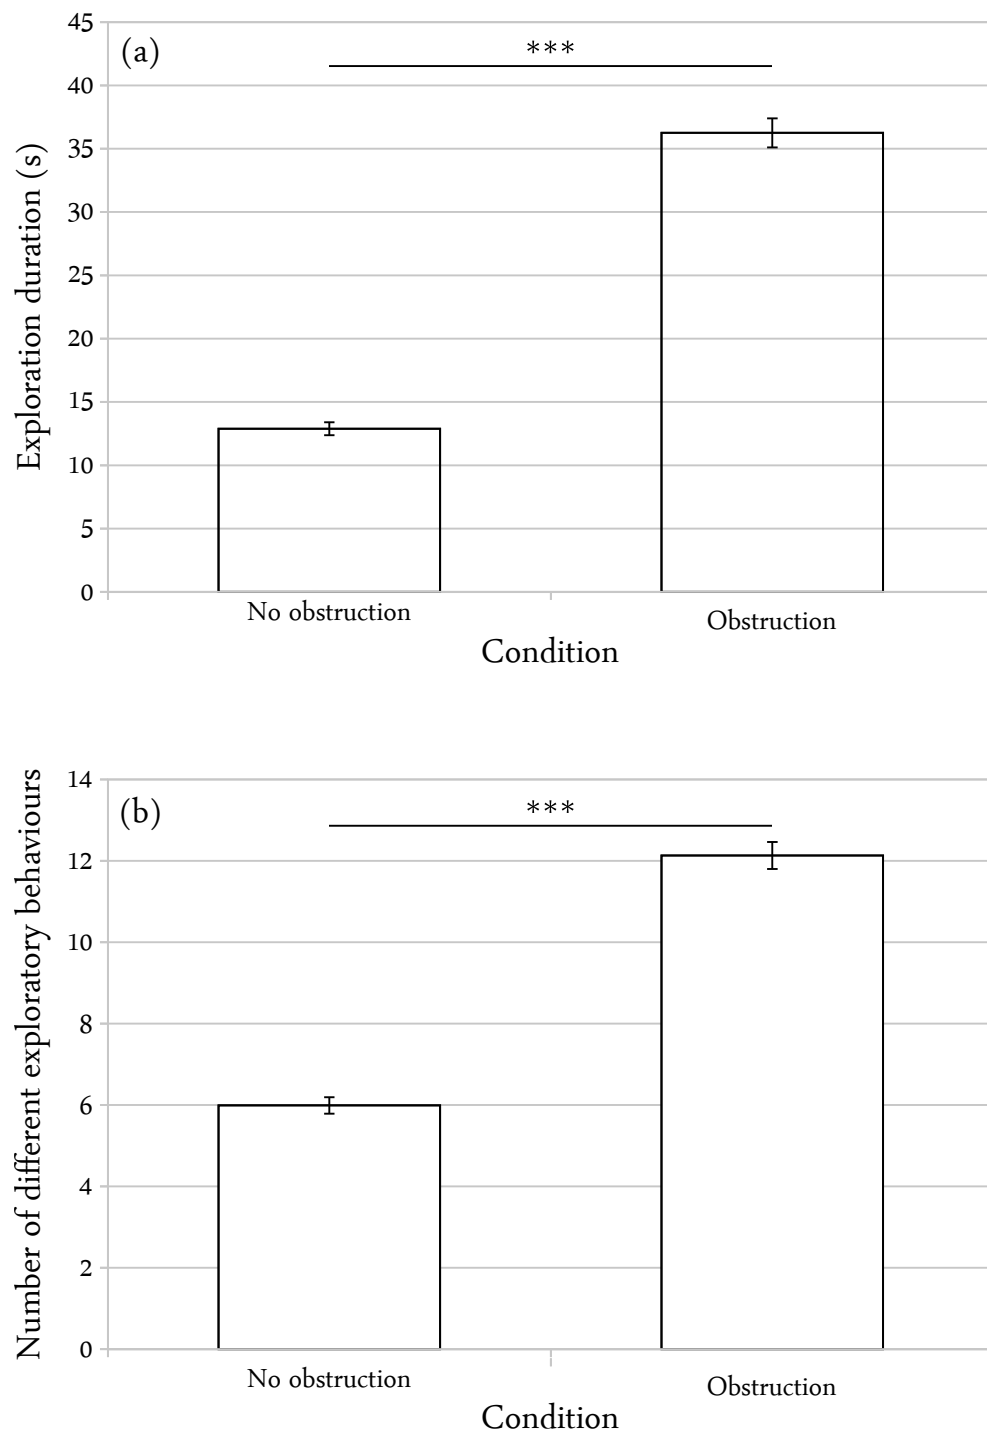 45
(a)
***
40
35
30
25
20
15
10
5
0
Exploration duration (s)
No obstruction
Obstruction
Condition
14
(b)
***
12
10
8
6
4
2
0
Number of different exploratory behaviours
No obstruction
Obstruction
Condition